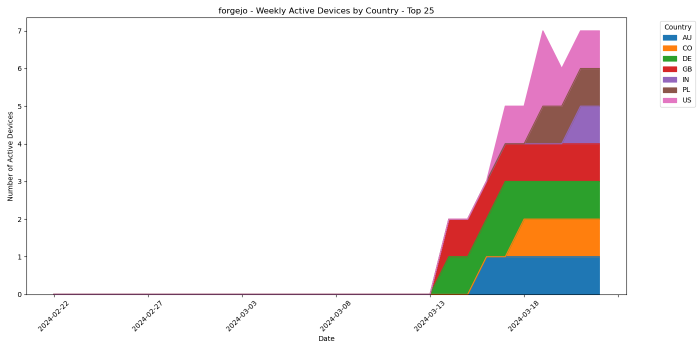 forgejo - Weekly Active Devices by Country - Top 25
Country
AU
CO
DE
GB
IN
PL
US
Number of Active Devices
7
6
5
4
3
2
1
0
2024-02-22
2024-02-27
2024-03-03
2024-03-08
2024-03-13
2024-03-18
Date